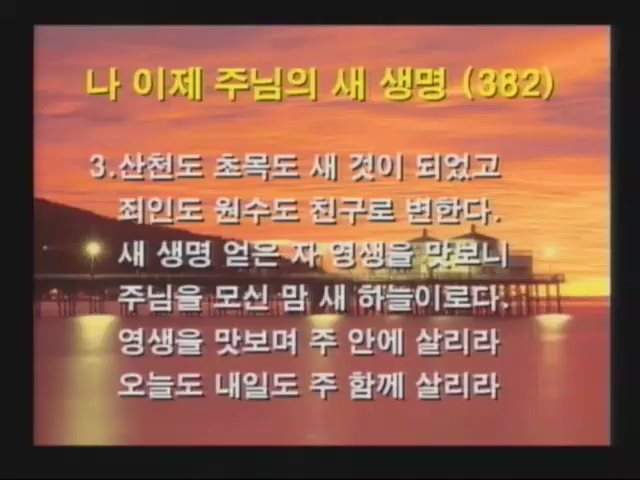 나 이제 주님의 새 생명 (382)
3.산천도 초목도 새 것이 되었고
죄인도 원수도 친구로 변한다.
새 생명 얻은 자 영생을 맛보니
주님을 모신 맘 새 하늘이로다.
영생을 맛보며 주 안에 살리라
오늘도 내일도 주 함께 살리라